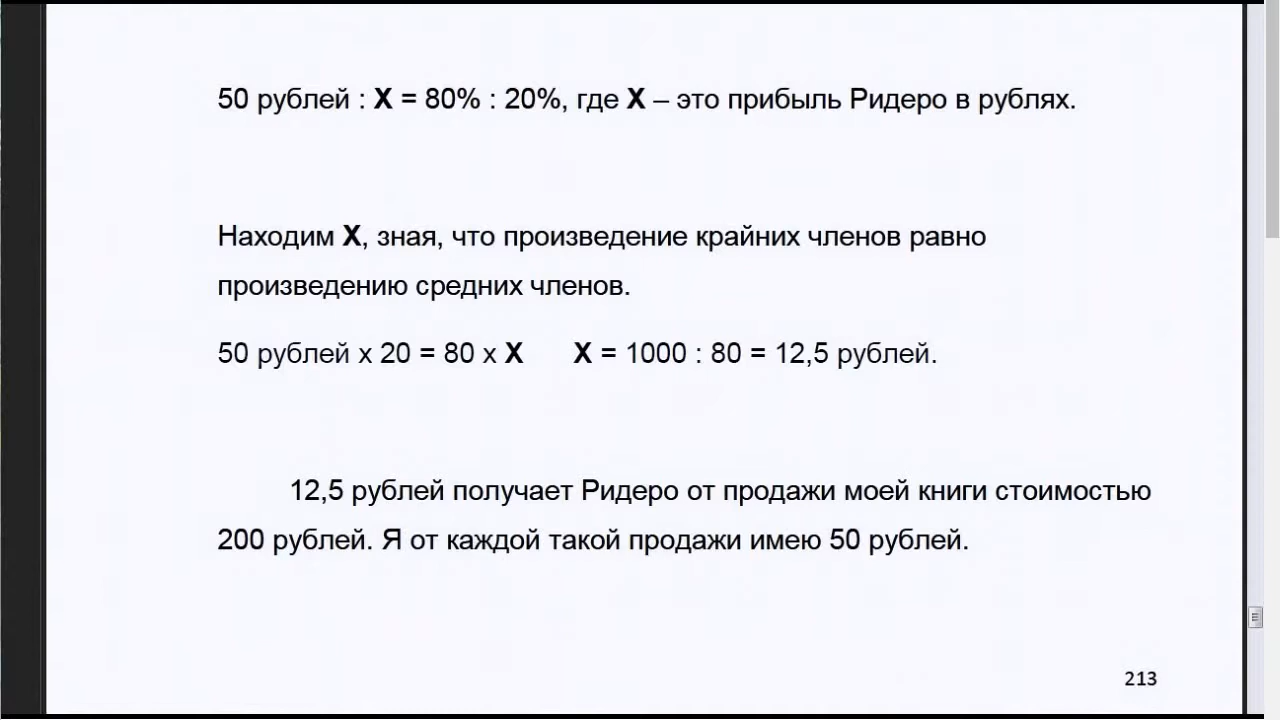 50 рублей : Х = 80% : 20%, где Х – это прибыль Ридеро в рублях.
Находим Х, зная, что произведение крайних членов равно
произведению средних членов.
50 рублей х 20 = 80 х Х Х = 1000 : 80 = 12,5 рублей.
12,5 рублей получает Ридеро от продажи моей книги стоимостью
200 рублей. Я от каждой такой продажи имею 50 рублей.
213